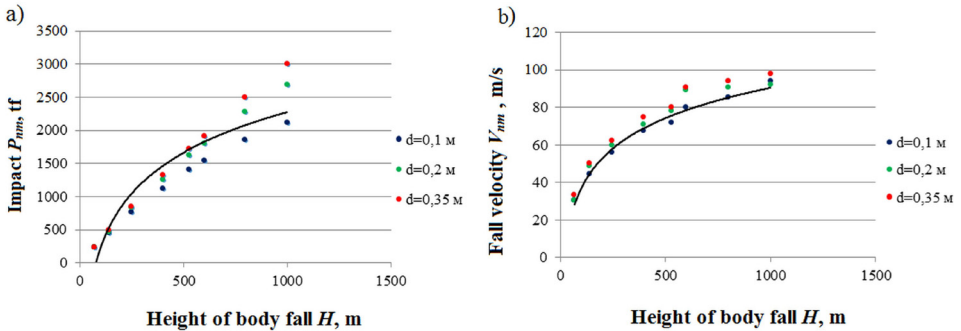 a)
3500
3000
2500
2000
1500
1000
500
0
Impact Pnm, tf
0 500 1000 1500
Height of body fall H, m
d=0,1 м
d=0,2 м
d=0,35 м
b)
120
100
80
60
40
20
0
Fall velocity Vnm , m/s
0 500 1000 1500
Height of body fall H, m
d=0,1 м
d=0,2 м
d=0,35 м